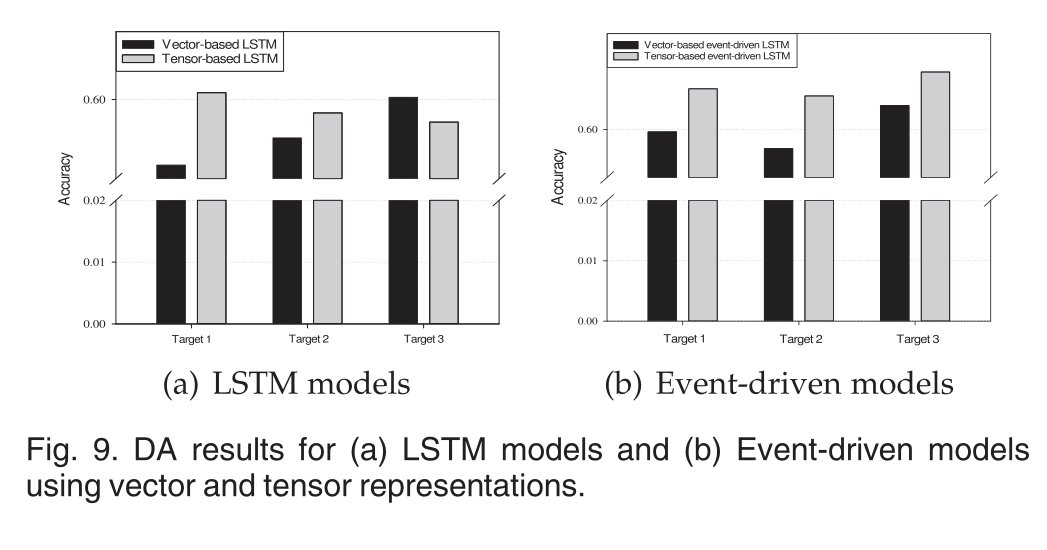 Vector-based LSTM
Tensor-based LSTM
0.60
0.02
0.01
0.00
Accuracy
Target 1 Target 2 Target 3
(a) LSTM models
Vector-based event-driven LSTM
Tensor-based event-driven LSTM
0.60
0.02
0.01
0.00
Accuracy
Target 1 Target 2 Target 3
(b) Event-driven models
Fig. 9. DA results for (a) LSTM models and (b) Event-driven models
using vector and tensor representations.